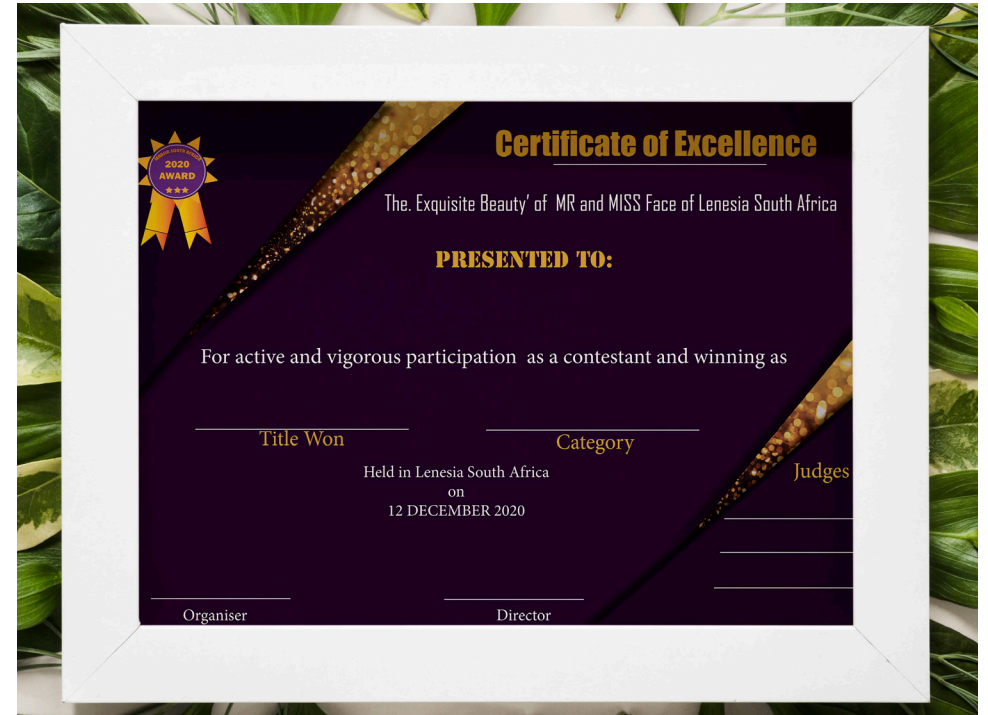 2020
AWARD
Certificate of Excellence
The. Exquisite Beauty' of MR and MISS Face of Lenesia South Africa
PRESENTED TO:
For active and vigorous participation as a contestant and winning as
Title Won
Category
Held in Lenesia South Africa
on
12 DECEMBER 2020
Judges
Organiser
Director